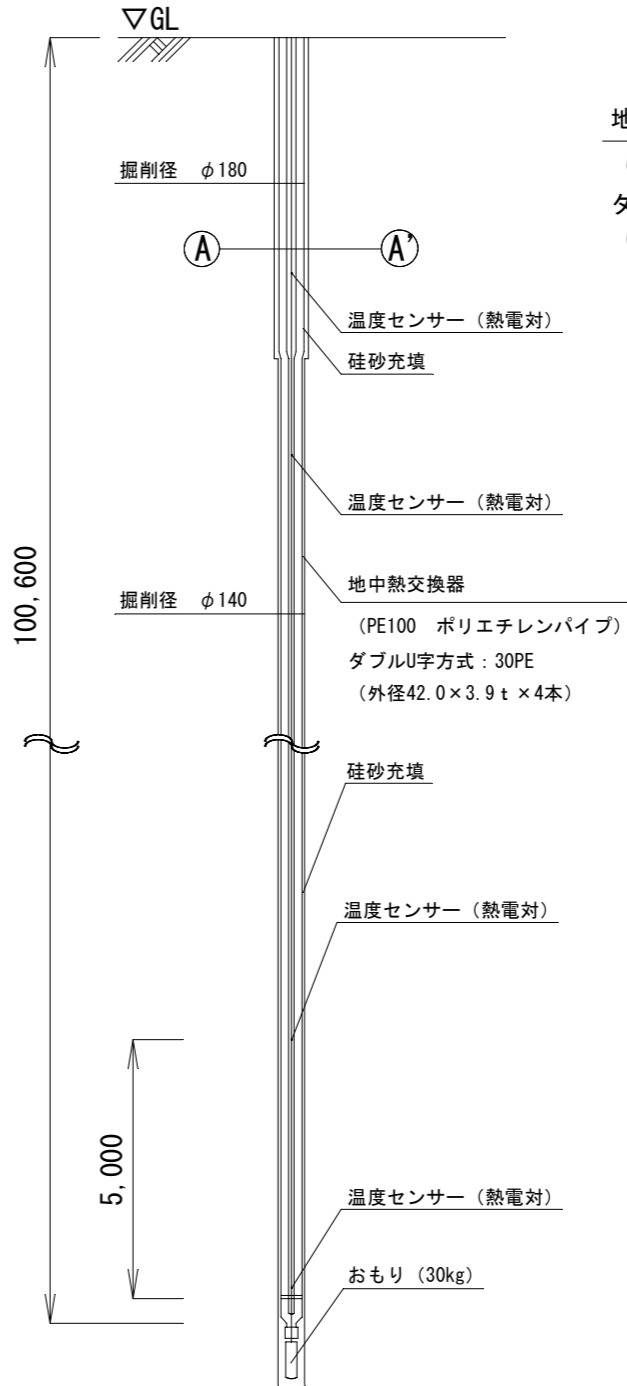 ▽GL
地
(
タ
(
掘削径　φ180
A
A'
温度センサー（熱電対）
硅砂充填
温度センサー（熱電対）
100,600
地中熱交換器
掘削径　φ140
（PE100　ポリエチレンパイプ）
ダブルU字方式：30PE
（外径42.0×3.9ｔ×4本）
硅砂充填
温度センサー（熱電対）
5,000
温度センサー（熱電対）
おもり（30kg）